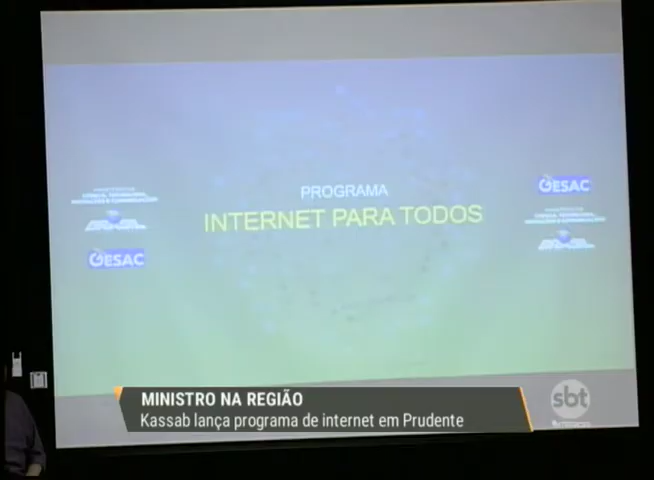 PROGRAMA
INTERNET PARA TODOS
GESAC
GESAC
MINISTRO NA REGIÃO
Kassab lança programa de internet em Prudente
sbt